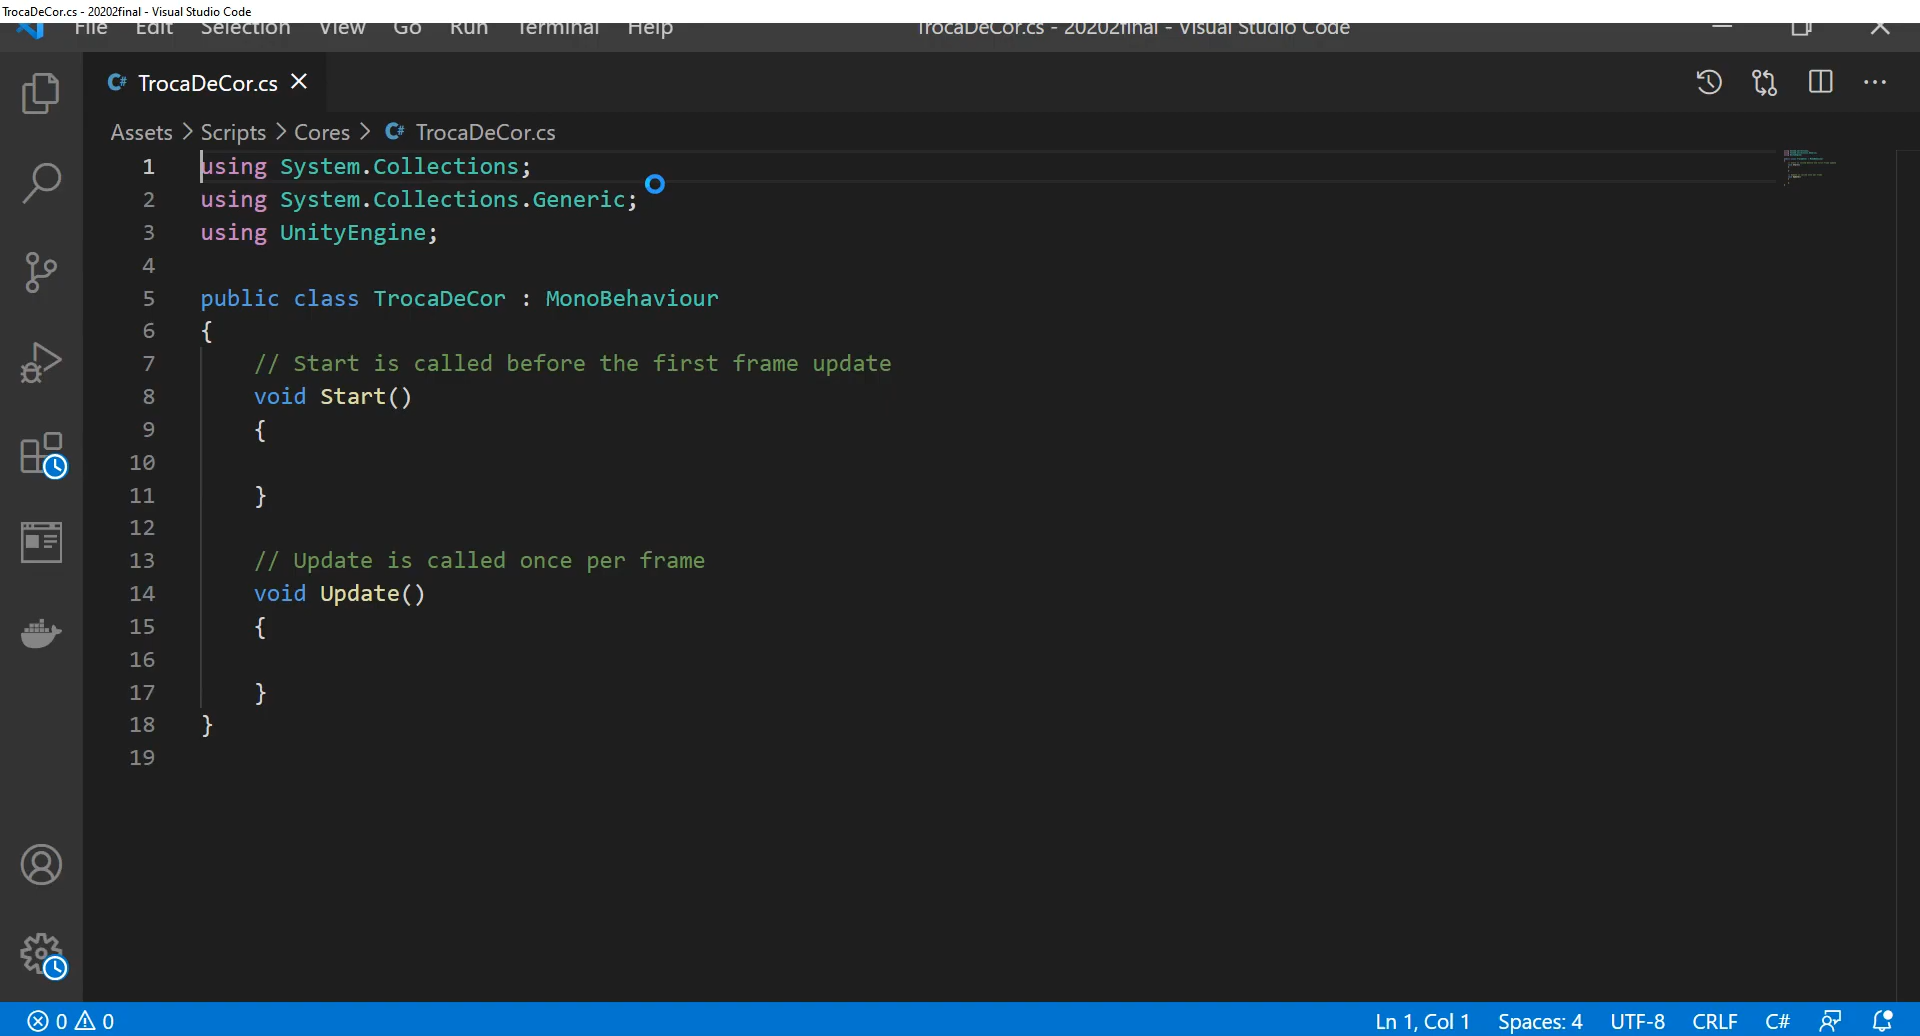 TrocaDeCor.cs - 20202final - Visual Studio Code
File Edit Selection View Go Run Terminal Help TrocaDeCor.cs - 20202final - Visual Studio Code
TrocaDeCor.cs
Assets > Scripts > Cores > TrocaDeCor.cs
1 using System.Collections;
2 using System.Collections.Generic;
3 using UnityEngine;
4
5 public class TrocaDeCor : MonoBehaviour
6 {
7 // Start is called before the first frame update
8 void Start()
9 {
10
11 }
12
13 // Update is called once per frame
14 void Update()
15 {
16
17 }
18 }
19
0 0 Ln 1, Col 1 Spaces: 4 UTF-8 CRLF C#